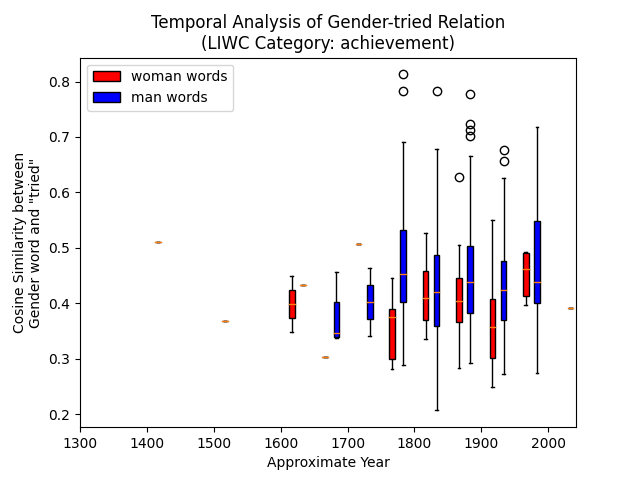 Temporal Analysis of Gender-tried Relation
(LIWC Category: achievement)
woman words
man words
Cosine Similarity between
Gender word and "tried"
0.8
0.7
0.6
0.5
0.4
0.3
0.2
1300 1400 1500 1600 1700 1800 1900 2000
Approximate Year